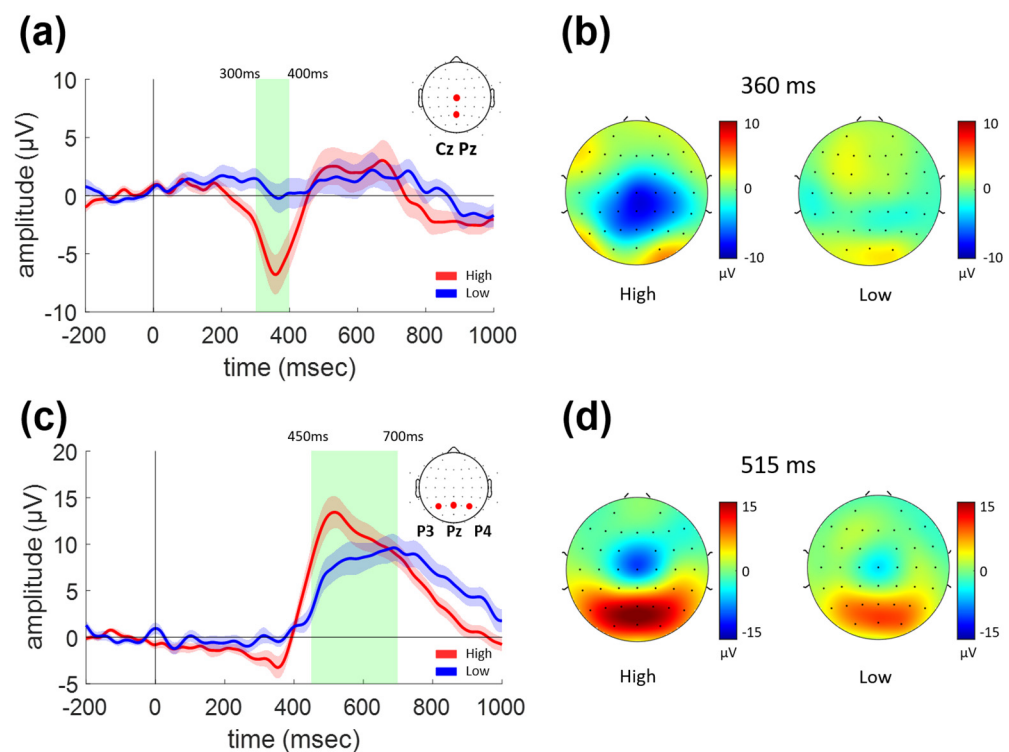 (a)
10
5
0
-5
-10
amplitude (µV)
300ms
400ms
Cz Pz
High
Low
-200
0
200
400
600
800
1000
time (msec)
(b)
360 ms
10
0
-10
µV
High
10
0
-10
µV
Low
(c)
20
15
10
5
0
-5
amplitude (µV)
450ms
700ms
P3 Pz P4
High
Low
-200
0
200
400
600
800
1000
time (msec)
(d)
515 ms
15
0
-15
µV
High
15
0
-15
µV
Low